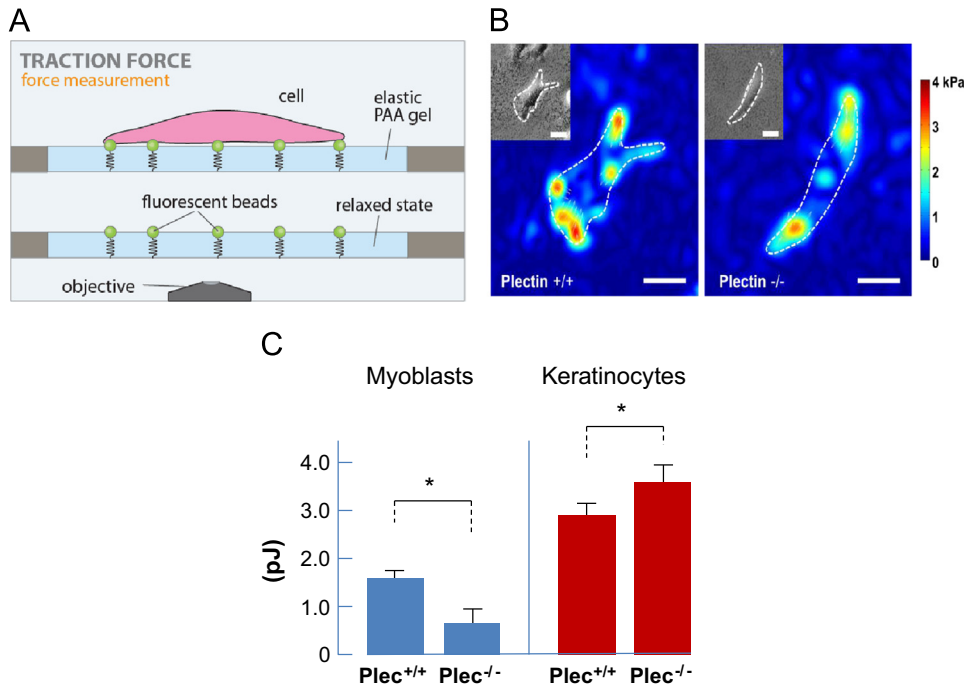 A
TRACTION FORCE
force measurement
cell
elastic
PAA gel
fluorescent beads
relaxed state
objective
B
Plectin +/+
Plectin -/-
4 kPa
3
2
1
0
C
Myoblasts
Keratinocytes
*
*
4.0
3.0
2.0
1.0
0
(pJ)
Plec+/+
Plec-/-
Plec+/+
Plec-/-